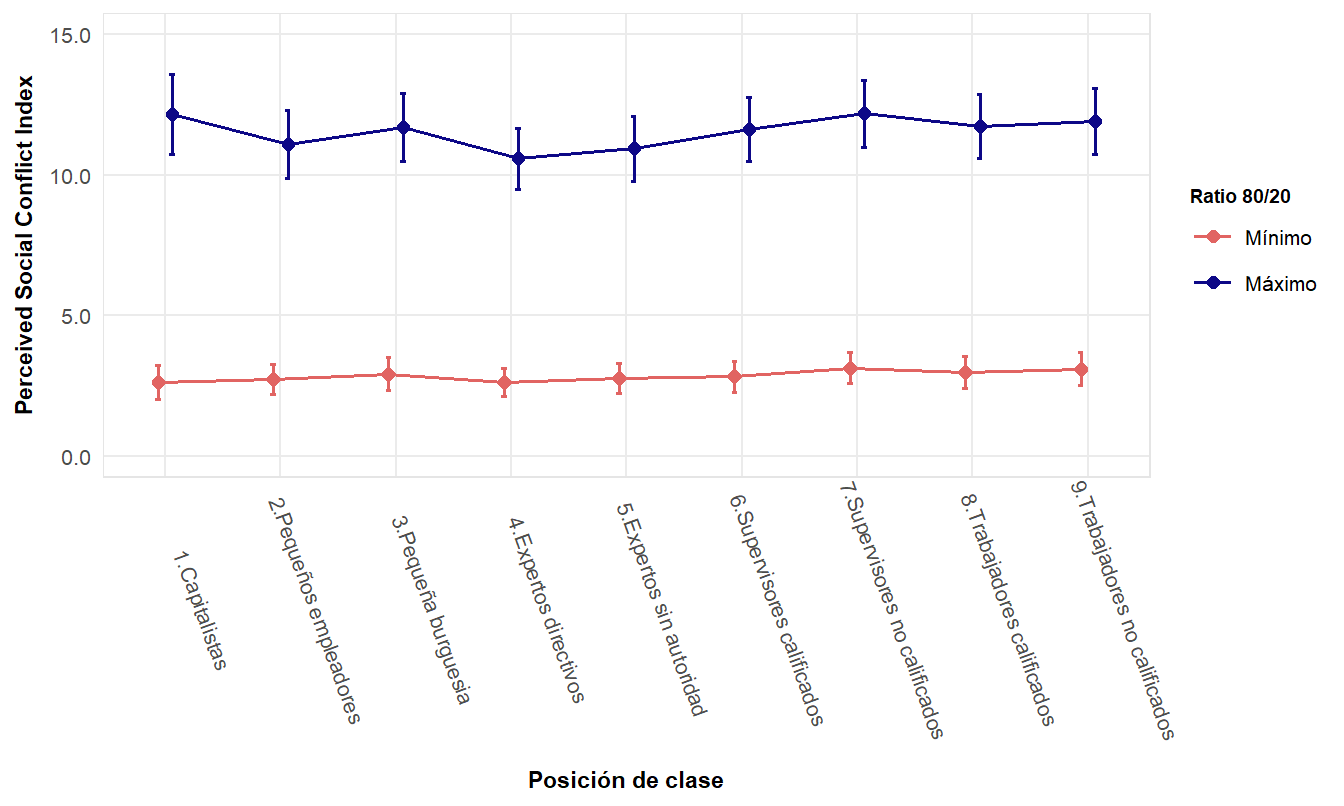 Perceived Social Conflict Index
15.0
10.0
5.0
0.0
1.Capitalistas
2.Pequeños empleadores
3.Pequeña burguesia
4.Expertos directivos
5.Expertos sin autoridad
6.Supervisores calificados
7.Supervisores no calificados
8.Trabajadores calificados
9.Trabajadores no calificados
Posición de clase
Ratio 80/20
Mínimo
Máximo